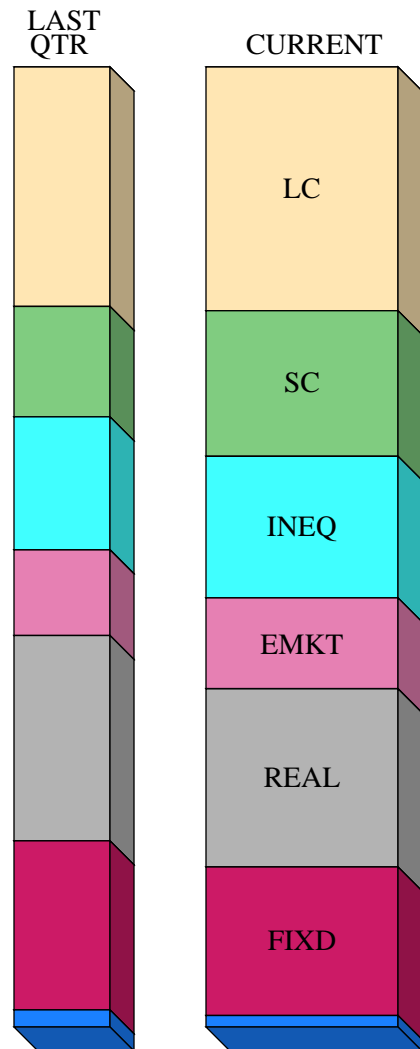 LAST
QTR
CURRENT
LC
SC
INEQ
EMKT
REAL
FIXD